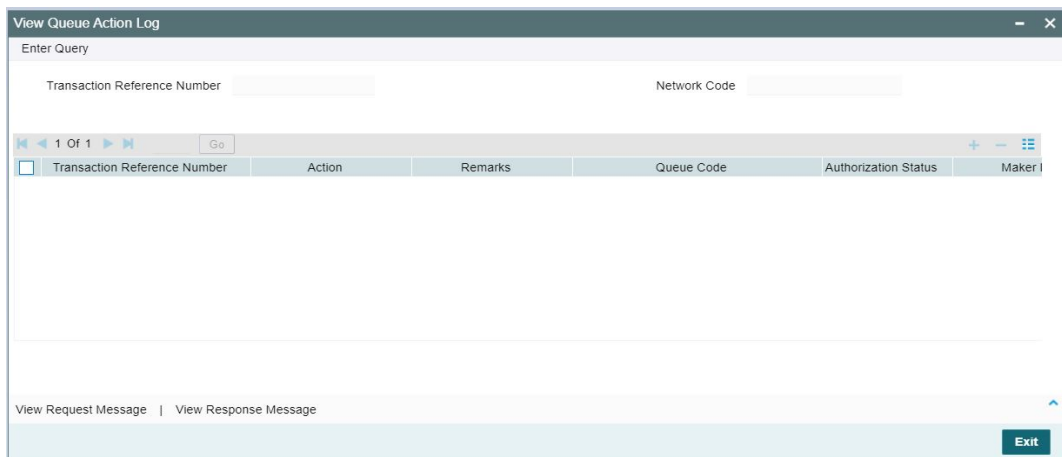 View Queue Action Log
Enter Query
Transaction Reference Number Network Code
1 Of 1 Go
Transaction Reference Number Action Remarks Queue Code Authorization Status Maker
View Request Message | View Response Message
Exit